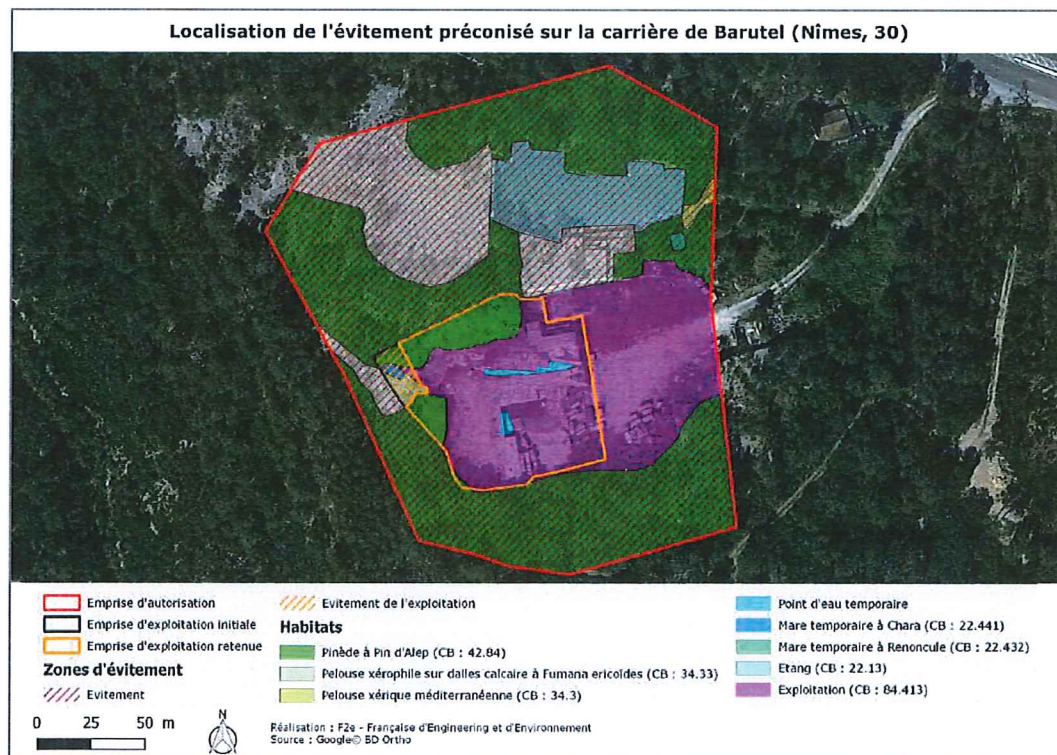 Localisation de l'évitement préconisé sur la carrière de Barutel (Nîmes, 30)
Emprise d'autorisation
Emprise d'exploitation initiale
Emprise d'exploitation retenue
Zones d'évitement
Evitement
Evitement de l'exploitation
Habitats
Pinède à Pin d'Alep (CB : 42.84)
Pelouse xérophile sur dalles calcaire à Fumana ericoïdes (CB : 34.33)
Pelouse xérique méditerranéenne (CB : 34.3)
Point d'eau temporaire
Mare temporaire à Chara (CB : 22.441)
Mare temporaire à Renoncule (CB : 22.432)
Etang (CB : 22.13)
Exploitation (CB : 84.413)
0 25 50 m
N
Réalisation : F2e - Française d'Engineering et d'Environnement
Source : Google© BD Ortho